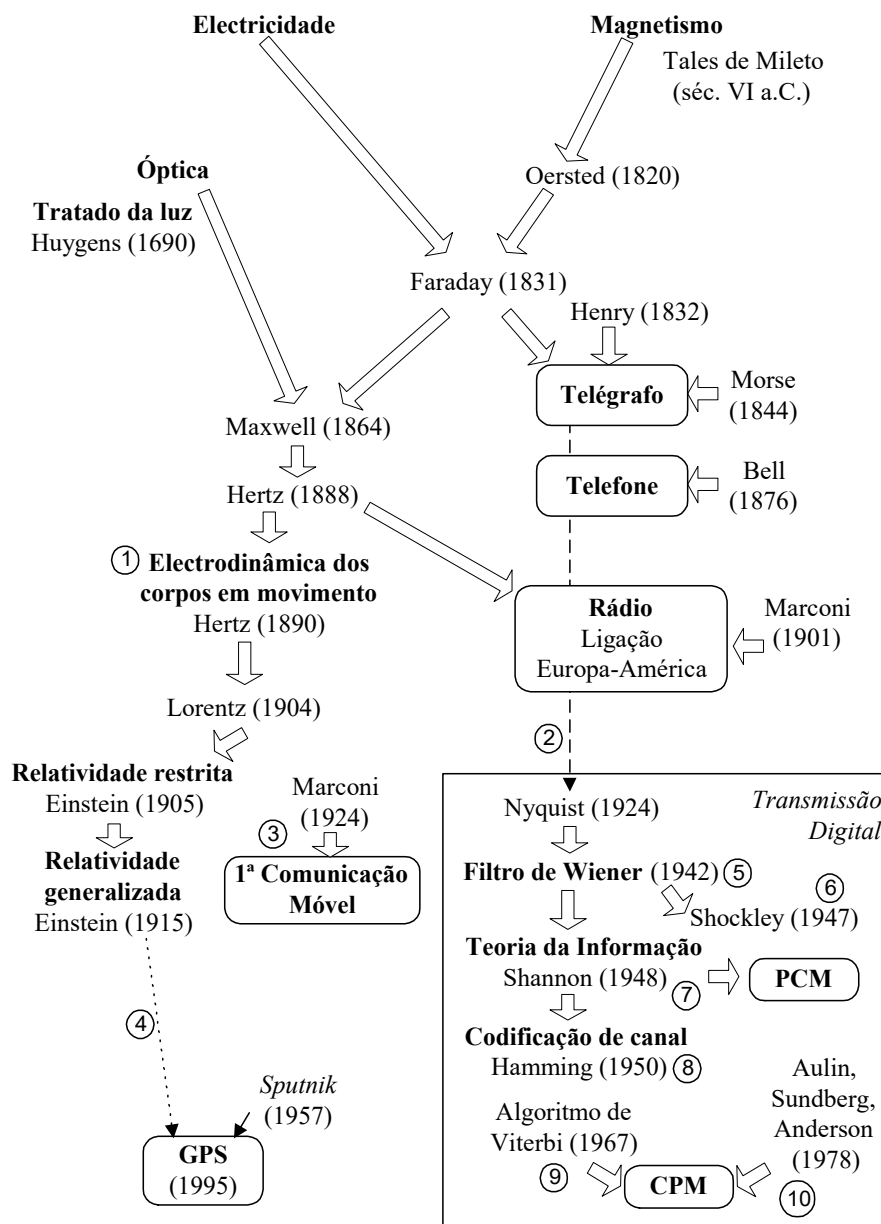 Electricidade
Magnetismo
Tales de Mileto
(séc. VI a.C.)
Óptica
Oersted (1820)
Tratado da luz
Huygens (1690)
Faraday (1831)
Henry (1832)
Telégrafo
Morse
(1844)
Maxwell (1864)
Hertz (1888)
Telefone
Bell
(1876)
1
Electrodinâmica dos
corpos em movimento
Hertz (1890)
Rádio
Ligação
Europa-América
Marconi
(1901)
Lorentz (1904)
2
Relatividade restrita
Einstein (1905)
Marconi
(1924)
3
1ª Comunicação
Móvel
Relatividade
generalizada
Einstein (1915)
4
Sputnik
(1957)
GPS
(1995)
Transmissão
Digital
Nyquist (1924)
Filtro de Wiener (1942) 5
6
Shockley (1947)
Teoria da Informação
Shannon (1948) 7
PCM
Codificação de canal
Hamming (1950) 8
Algoritmo de
Viterbi (1967)
9
Aulin,
Sundberg,
Anderson
(1978)
10
CPM